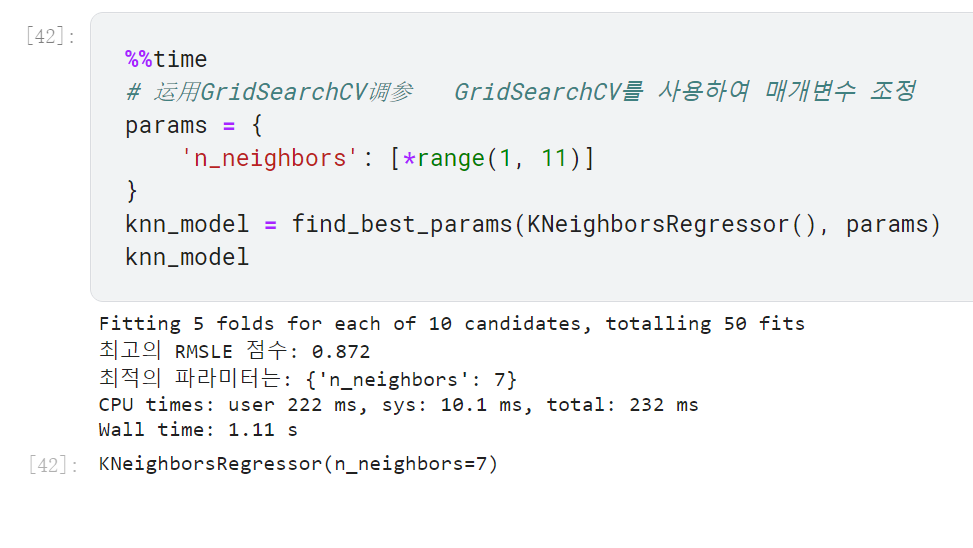 [42]:
%%time
# 运用GridSearchCV调参   GridSearchCV를 사용하여 매개변수 조정
params = {
    'n_neighbors': [*range(1, 11)]
}
knn_model = find_best_params(KNeighborsRegressor(), params)
knn_model
Fitting 5 folds for each of 10 candidates, totalling 50 fits
최고의 RMSLE 점수: 0.872
최적의 파라미터는: {'n_neighbors': 7}
CPU times: user 222 ms, sys: 10.1 ms, total: 232 ms
Wall time: 1.11 s
[42]: KNeighborsRegressor(n_neighbors=7)